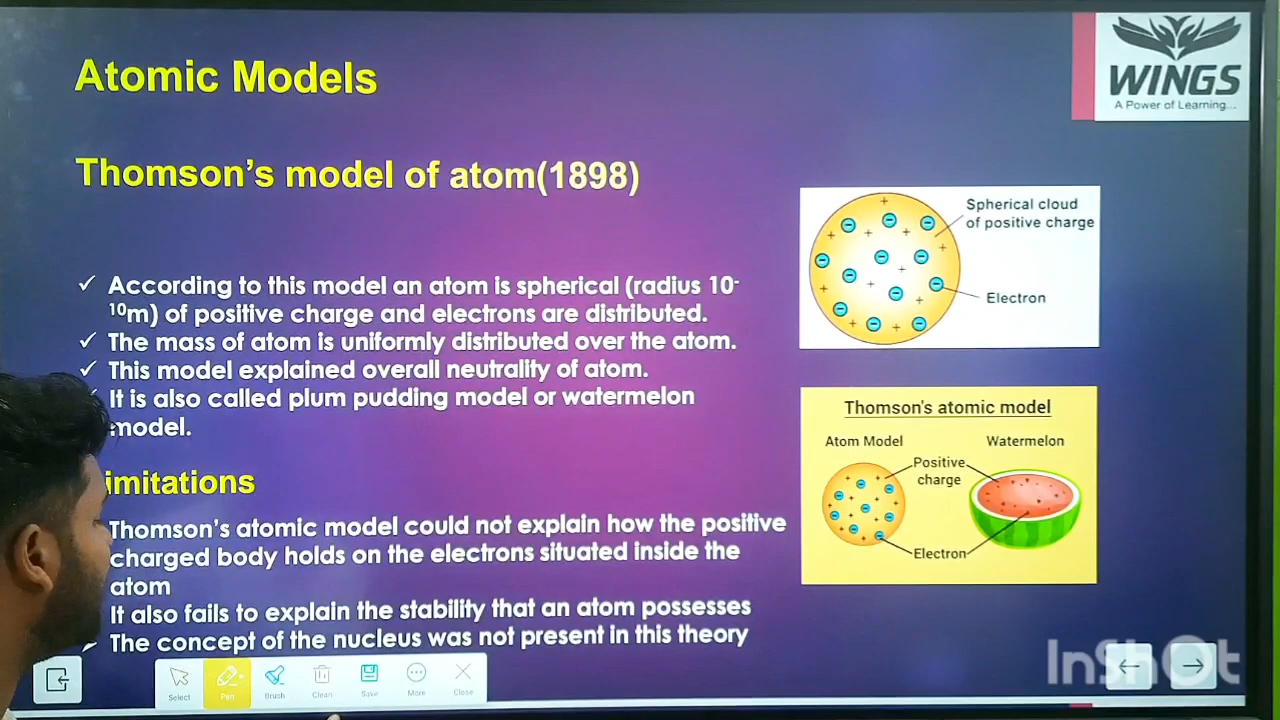 Atomic Models
WINGS
A Power of Learning...
Thomson's model of atom(1898)
Spherical cloud
of positive charge
Electron
✓ According to this model an atom is spherical (radius 10-
10m) of positive charge and electrons are distributed.
✓ The mass of atom is uniformly distributed over the atom.
✓ This model explained overall neutrality of atom.
It is also called plum pudding model or watermelon
model.
Thomson's atomic model
Atom Model
Watermelon
Positive
charge
Electron
imitations
Thomson's atomic model could not explain how the positive
charged body holds on the electrons situated inside the
atom
It also fails to explain the stability that an atom possesses
The concept of the nucleus was not present in this theory
Select
Pen
Brush
Clean
Save
More
Close
InShOt